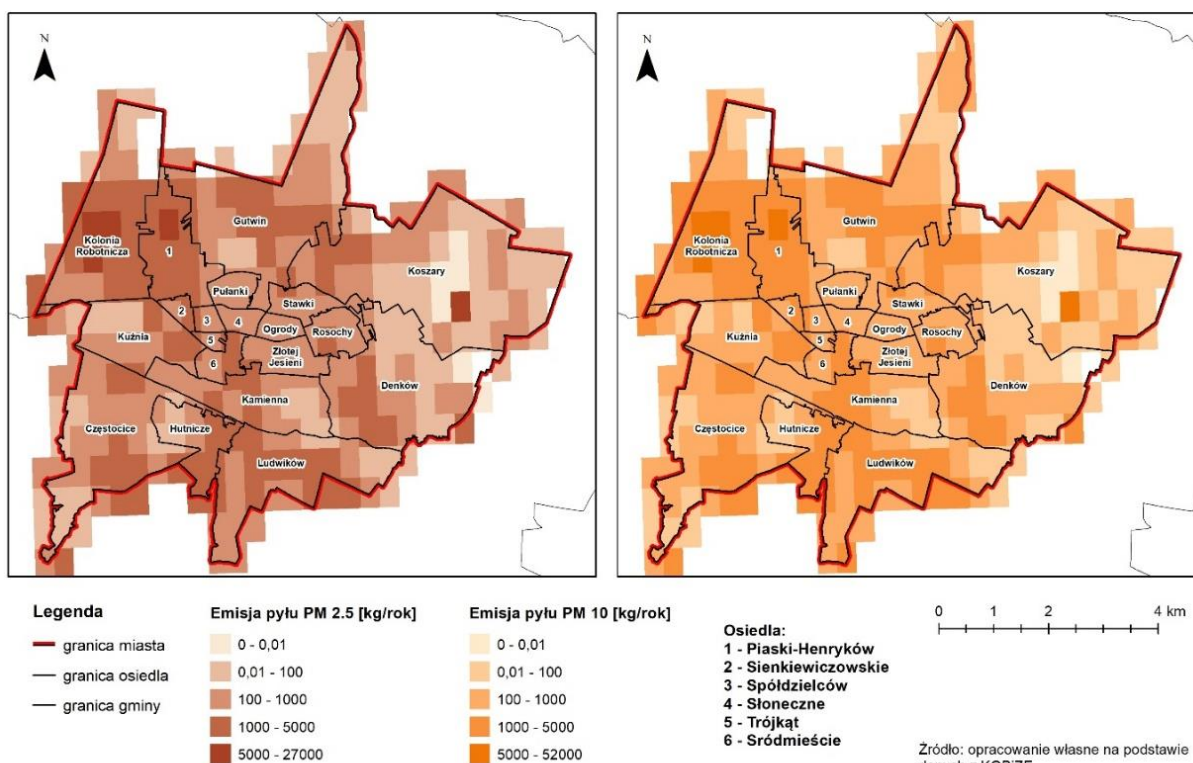 N
Kolonia
Robotnicza
1
Gutwin
Koszary
Pułanki
2
3
4
Stawki
Kuźnia
5
Ogrody
Rosochy
6
Złotej
Jesieni
Denków
Kamienna
Częstocice
Hutnicze
Ludwików
N
Kolonia
Robotnicza
1
Gutwin
Koszary
Pułanki
2
3
4
Stawki
Kuźnia
5
Ogrody
Rosochy
6
Złotej
Jesieni
Denków
Kamienna
Częstocice
Hutnicze
Ludwików
Legenda
granica miasta
granica osiedla
granica gminy
Emisja pyłu PM 2.5 [kg/rok]
0 - 0,01
0,01 - 100
100 - 1000
1000 - 5000
5000 - 27000
Emisja pyłu PM 10 [kg/rok]
0 - 0,01
0,01 - 100
100 - 1000
1000 - 5000
5000 - 52000
Osiedla:
1 - Piaski-Henryków
2 - Sienkiewiczowskie
3 - Spółdzielców
4 - Słoneczne
5 - Trójkąt
6 - Sródmieście
0 1 2 4 km
Źródło: opracowanie własne na podstawie